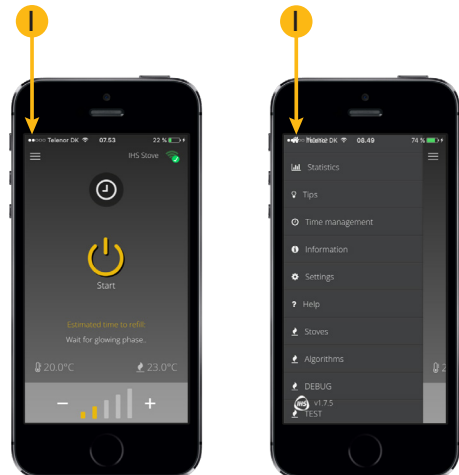 I
Telenor DK 07.53 22 %
IHS Stove
Start
Estimated time to refill:
Wait for glowing phase..
20.0°C 23.0°C
− +
I
Telenor DK 08.49 74 %
Statistics
Tips
Time management
Information
Settings
? Help
Stoves
Algorithms
DEBUG
IHS v1.7.5
TEST
2